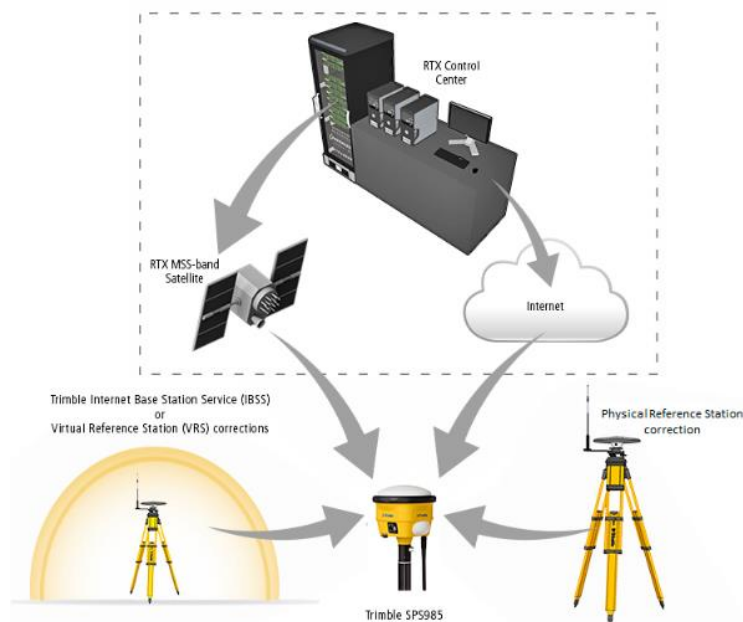 RTX Control
Center
RTX MSS-band
Satellite
Internet
Trimble Internet Base Station Service (IBSS)
or
Virtual Reference Station (VRS) corrections
Physical Reference Station
correction
Trimble SPS985